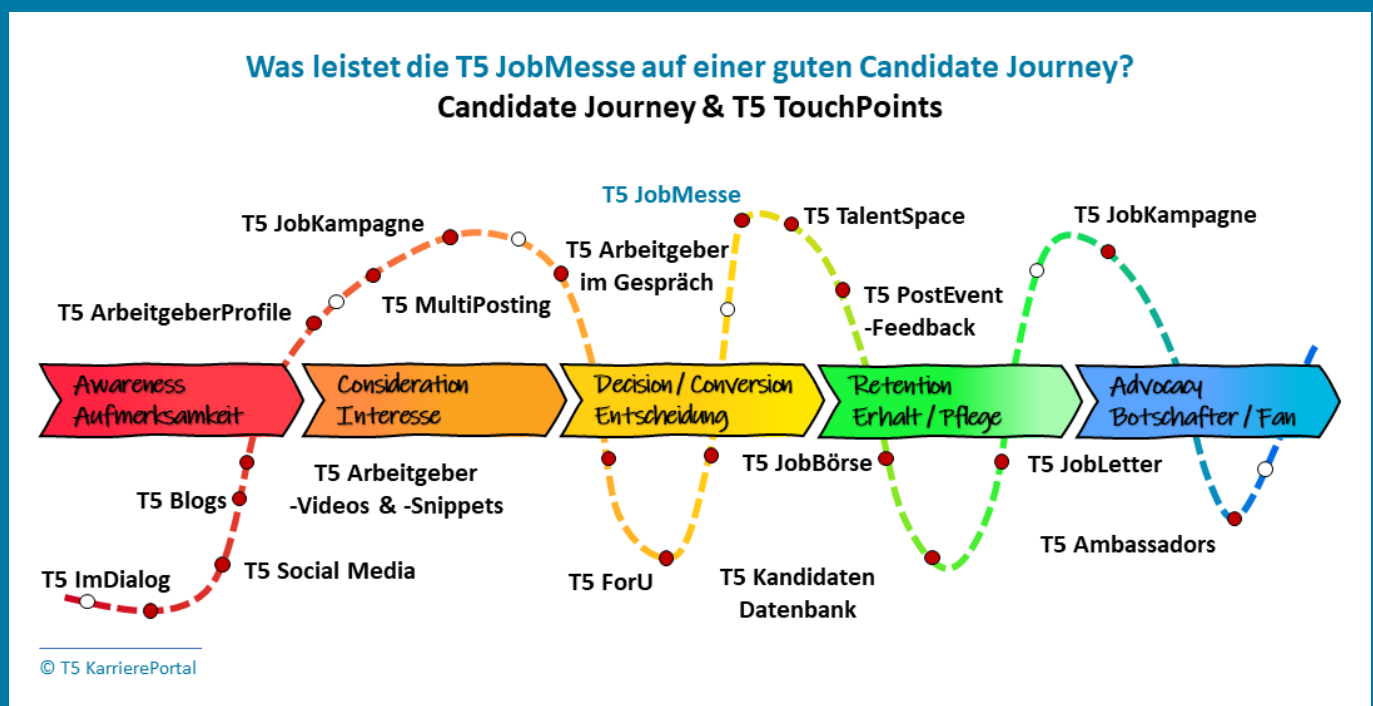 Was leistet die T5 JobMesse auf einer guten Candidate Journey?
Candidate Journey & T5 TouchPoints
T5 JobMesse
T5 JobKampagne
T5 TalentSpace
T5 JobKampagne
T5 Arbeitgeber
im Gespräch
T5 ArbeitgeberProfile
T5 MultiPosting
T5 PostEvent
-Feedback
Awareness
Aufmerksamkeit
Consideration
Interesse
Decision / Conversion
Entscheidung
Retention
Erhalt / Pflege
Advocacy
Botschafter / Fan
T5 Arbeitgeber
-Videos & -Snippets
T5 JobBörse
T5 JobLetter
T5 Blogs
T5 ImDialog
T5 Social Media
T5 ForU
T5 Kandidaten
Datenbank
T5 Ambassadors
© T5 KarrierePortal